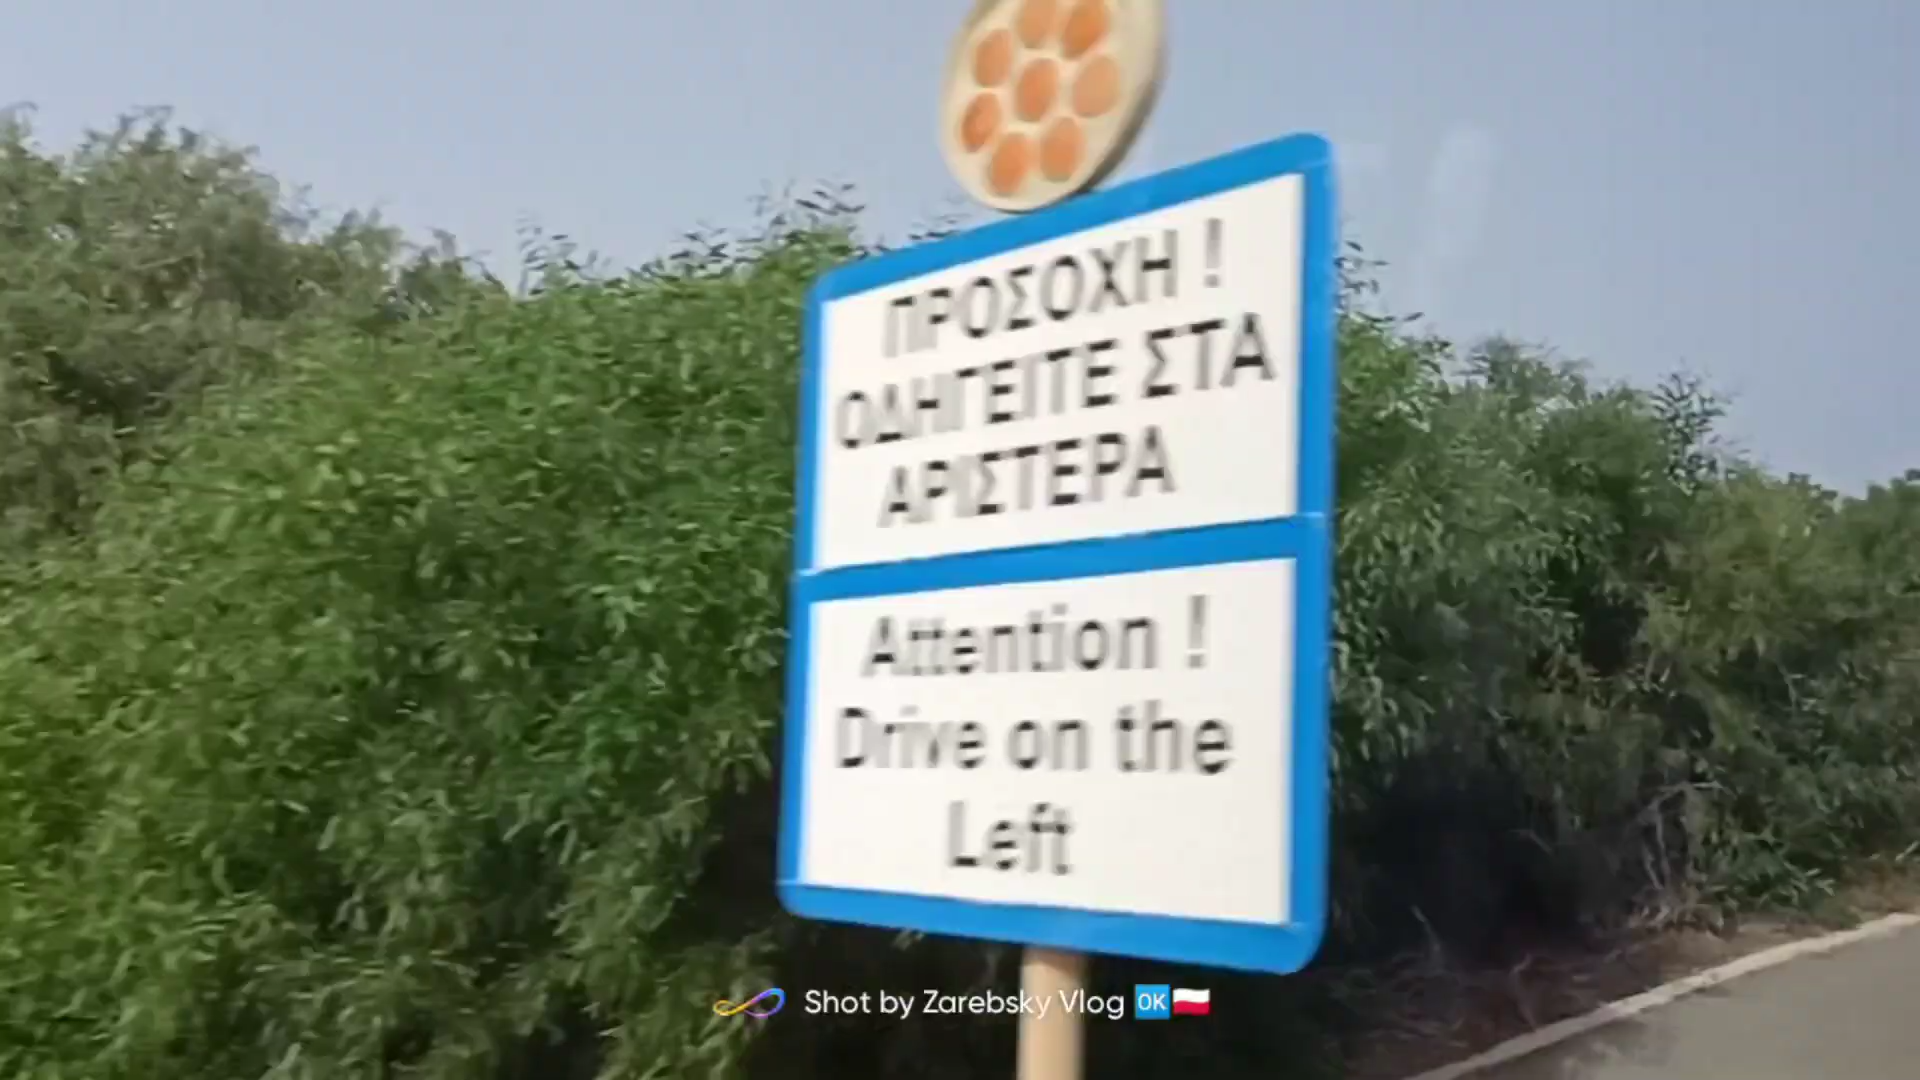 ΠΡΟΣΟΧΗ !
ΟΔΗΓΕΙΤΕ ΣΤΑ
ΑΡΙΣΤΕΡΑ
Attention !
Drive on the
Left
Shot by Zarebsky Vlog 🆗🇵🇱